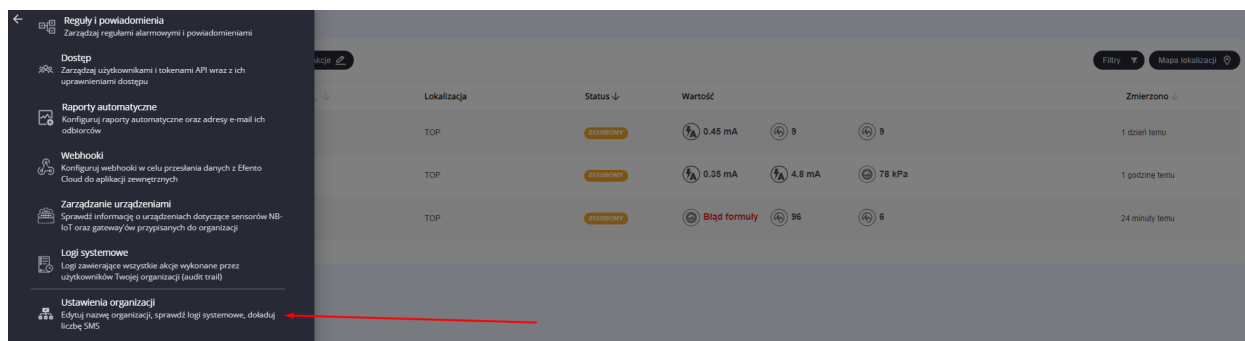 Reguły i powiadomienia
Zarządzaj regułami alarmowymi i powiadomieniami
Dostęp
Zarządzaj użytkownikami i tokenami API wraz z ich
uprawnieniami dostępu
Raporty automatyczne
Konfiguruj raporty automatyczne oraz adresy e-mail ich
odbiorców
Webhooki
Konfiguruj webhooki w celu przesłania danych z Efento
Cloud do aplikacji zewnętrznych
Zarządzanie urządzeniami
Sprawdź informację o urządzeniach dotyczące sensorów NB-
IoT oraz gateway'ów przypisanych do organizacji
Logi systemowe
Logi zawierające wszystkie akcje wykonane przez
użytkowników Twojej organizacji (audit trail)
Ustawienia organizacji
Edytuj nazwę organizacji, sprawdź logi systemowe, doładuj
liczbę SMS
kcje Filtry Mapa lokalizacji
Lokalizacja Status Wartość Zmierzono
TOP ZGUBIONY 0.45 mA 9 9 1 dzień temu
TOP ZGUBIONY 0.35 mA 4.8 mA 78 kPa 1 godzinę temu
TOP ZGUBIONY Błąd formuły 96 6 24 minuty temu